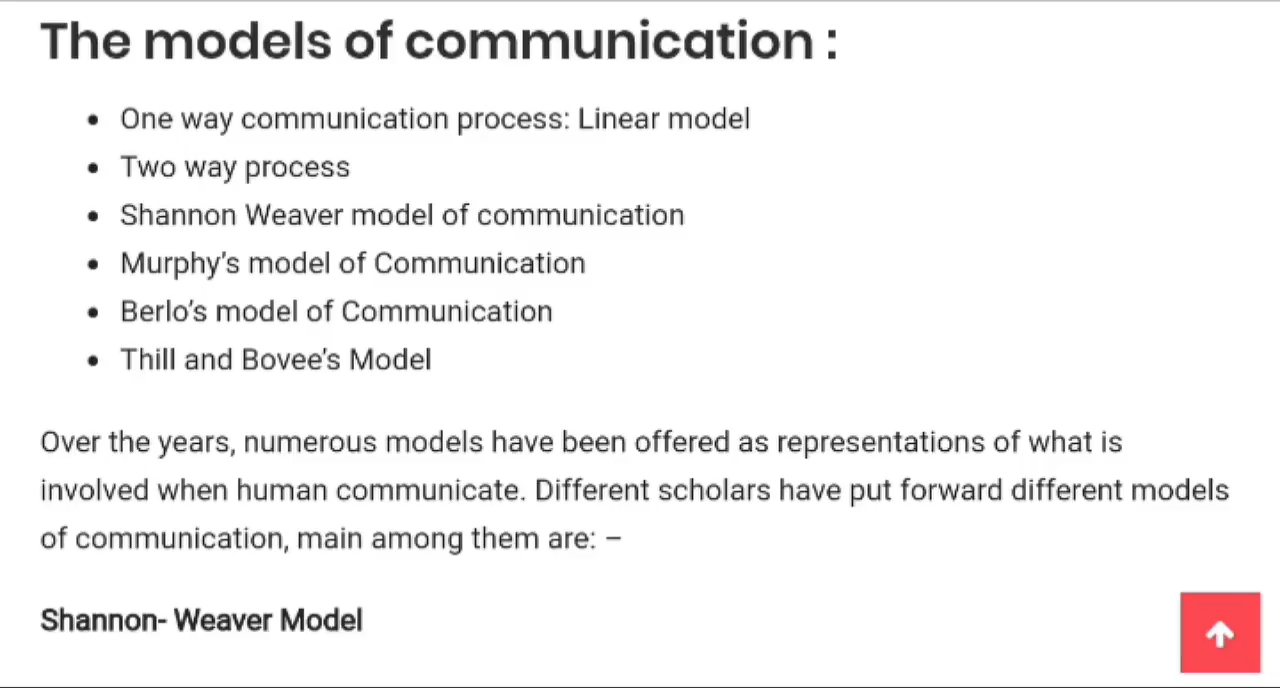 The models of communication :
One way communication process: Linear model
Two way process
Shannon Weaver model of communication
Murphy's model of Communication
Berlo's model of Communication
Thill and Bovee's Model
Over the years, numerous models have been offered as representations of what is
involved when human communicate. Different scholars have put forward different models
of communication, main among them are: –
Shannon- Weaver Model